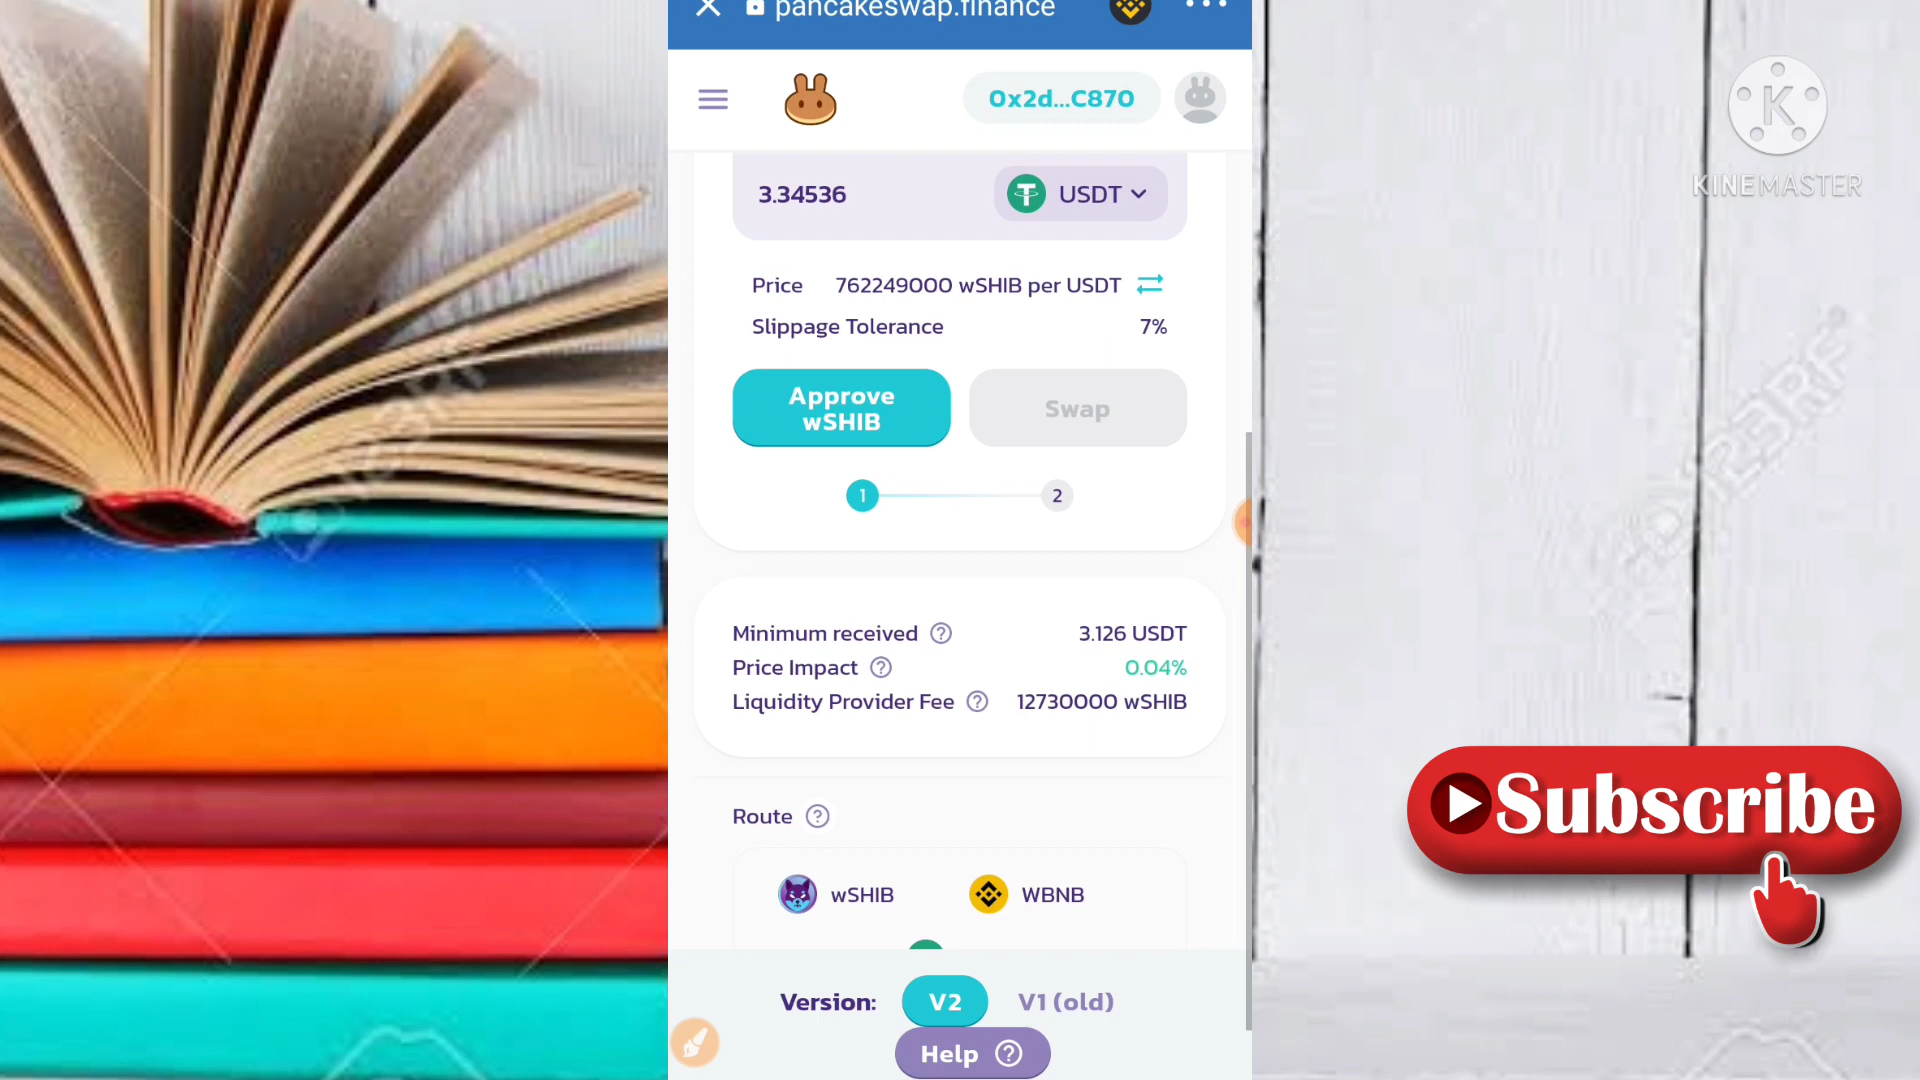 pancakeswap.finance
0x2d...C870
K
KINEMASTER
3.34536 USDT
Price 762249000 wSHIB per USDT
Slippage Tolerance 7%
Approve
wSHIB
Swap
1 2
Minimum received ? 3.126 USDT
Price Impact ? 0.04%
Liquidity Provider Fee ? 12730000 wSHIB
Subscribe
Route ?
wSHIB WBNB
Version: V2 V1 (old)
Help ?